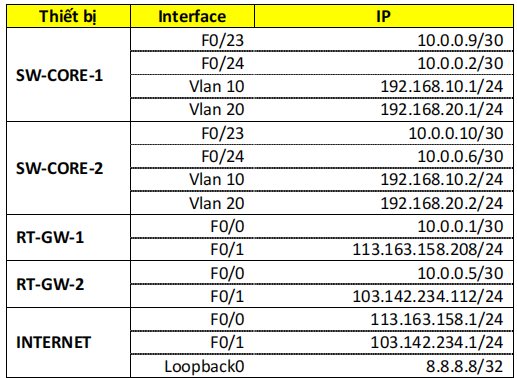 Thiết bị Interface IP
SW-CORE-1
F0/23 10.0.0.9/30
F0/24 10.0.0.2/30
Vlan 10 192.168.10.1/24
Vlan 20 192.168.20.1/24
SW-CORE-2
F0/23 10.0.0.10/30
F0/24 10.0.0.6/30
Vlan 10 192.168.10.2/24
Vlan 20 192.168.20.2/24
RT-GW-1
F0/0 10.0.0.1/30
F0/1 113.163.158.208/24
RT-GW-2
F0/0 10.0.0.5/30
F0/1 103.142.234.112/24
INTERNET
F0/0 113.163.158.1/24
F0/1 103.142.234.1/24
Loopback0 8.8.8.8/32